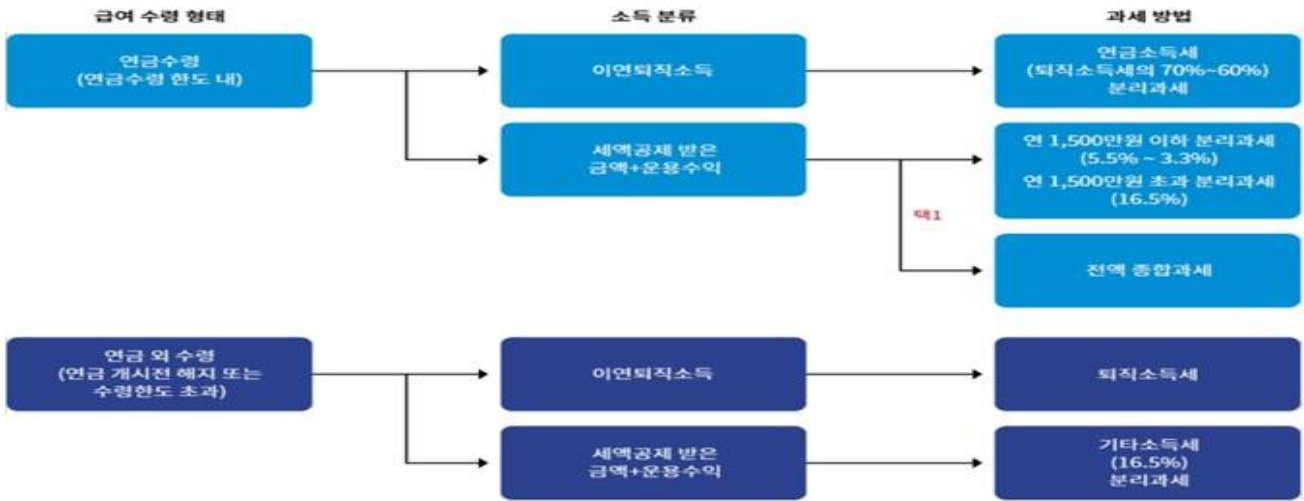 급여 수령 형태
소득 분류
과세 방법
연금수령
(연금수령 한도 내)
이연퇴직소득
연금소득세
(퇴직소득세의 70%~60%)
분리과세
세액공제 받은
금액+운용수익
연 1,500만원 이하 분리과세
(5.5% ~ 3.3%)
연 1,500만원 초과 분리과세
(16.5%)
택1
전액 종합과세
연금 외 수령
(연금 개시전 해지 또는
수령한도 초과)
이연퇴직소득
퇴직소득세
세액공제 받은
금액+운용수익
기타소득세
(16.5%)
분리과세